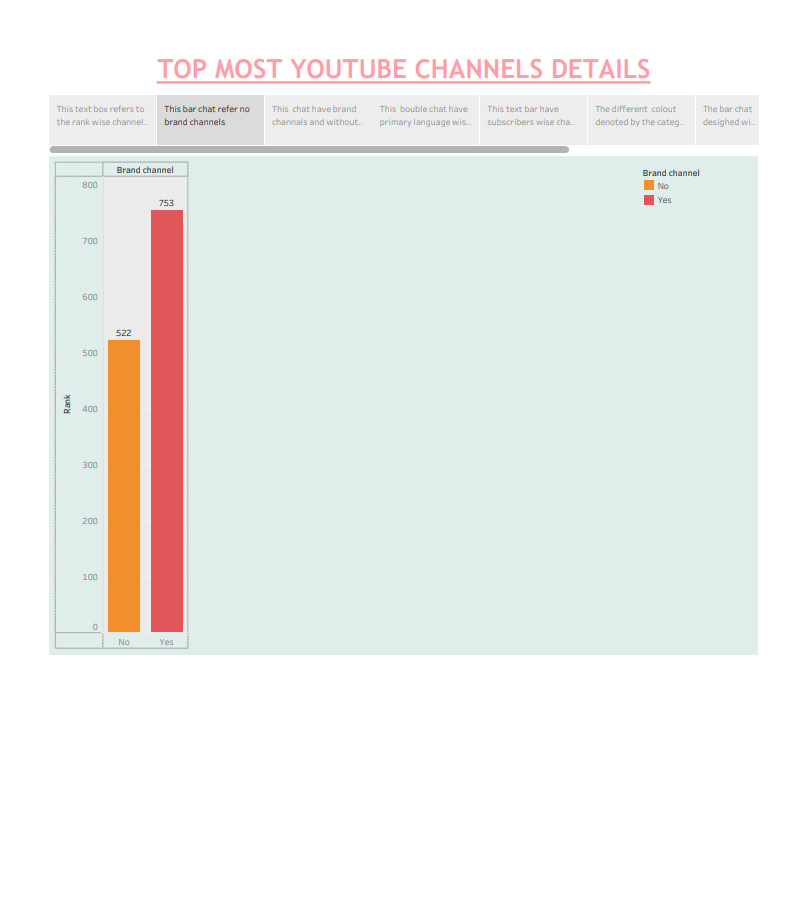 TOP MOST YOUTUBE CHANNELS DETAILS
This text box refers to
the rank wise channel..
This bar chat refer no
brand channels
This  chat have brand
channals and without..
This  bouble chat have
primary language wis..
This text bar have
subscribers wise cha..
The different  colout
denoted by the categ..
The bar chat
desighed wi..
Brand channel
800
700
600
500
400
300
200
100
0
Rank
522
753
No
Yes
Brand channel
No
Yes